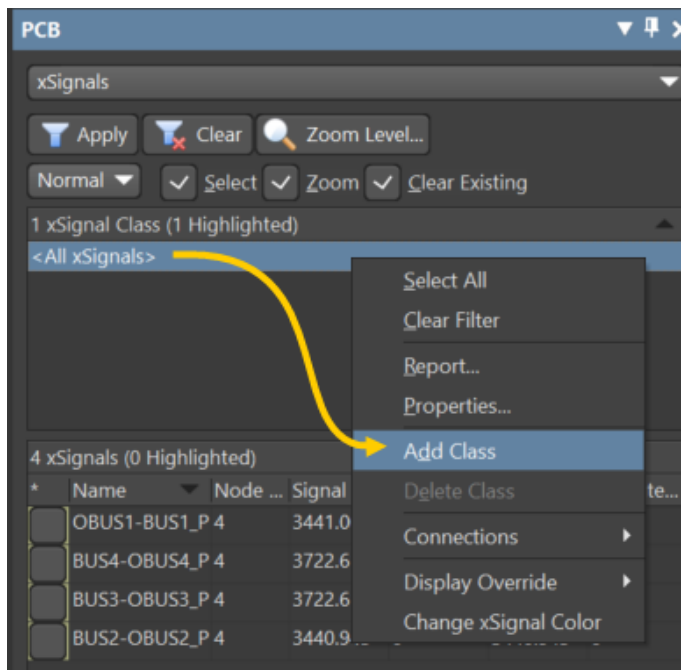 PCB
xSignals
Apply Clear Zoom Level...
Normal Select Zoom Clear Existing
1 xSignal Class (1 Highlighted)
<All xSignals>
Select All
Clear Filter
Report...
Properties...
Add Class
Delete Class
Connections
Display Override
Change xSignal Color
4 xSignals (0 Highlighted)
* Name Node ... Signal te...
OBUS1-BUS1_P 4 3441.0
BUS4-OBUS4_P 4 3722.6
BUS3-OBUS3_P 4 3722.6
BUS2-OBUS2_P 4 3440.9